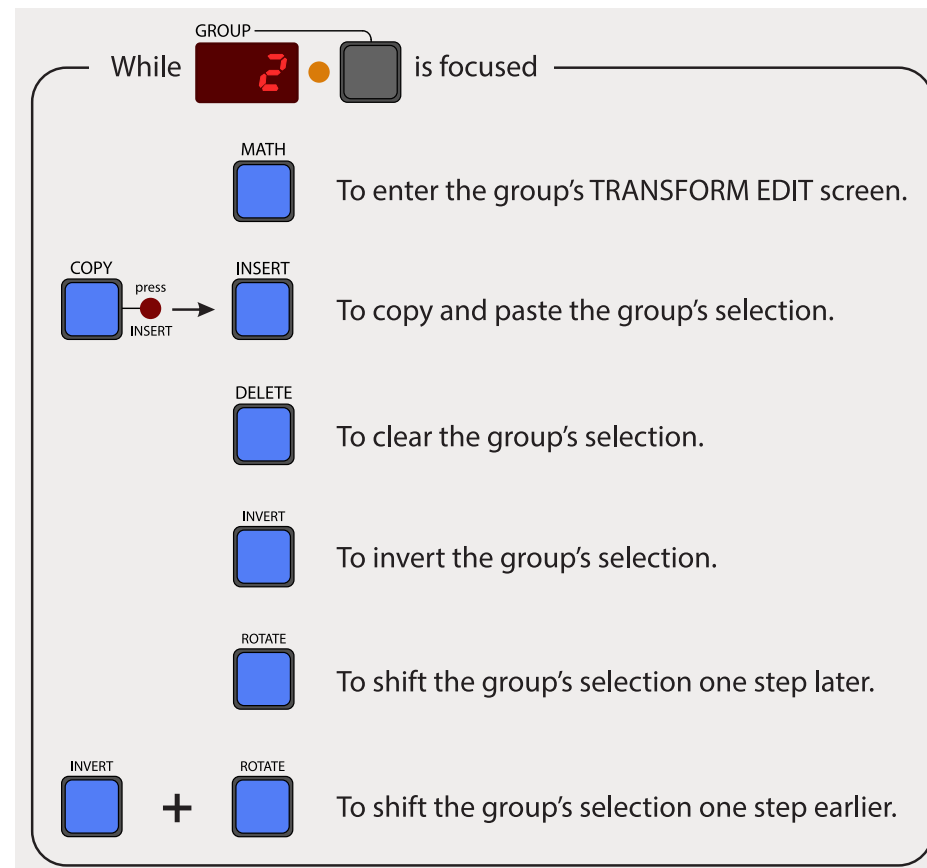 GROUP
While 2 is focused
MATH
To enter the group's TRANSFORM EDIT screen.
COPY press INSERT INSERT
To copy and paste the group's selection.
DELETE
To clear the group's selection.
INVERT
To invert the group's selection.
ROTATE
To shift the group's selection one step later.
INVERT + ROTATE
To shift the group's selection one step earlier.